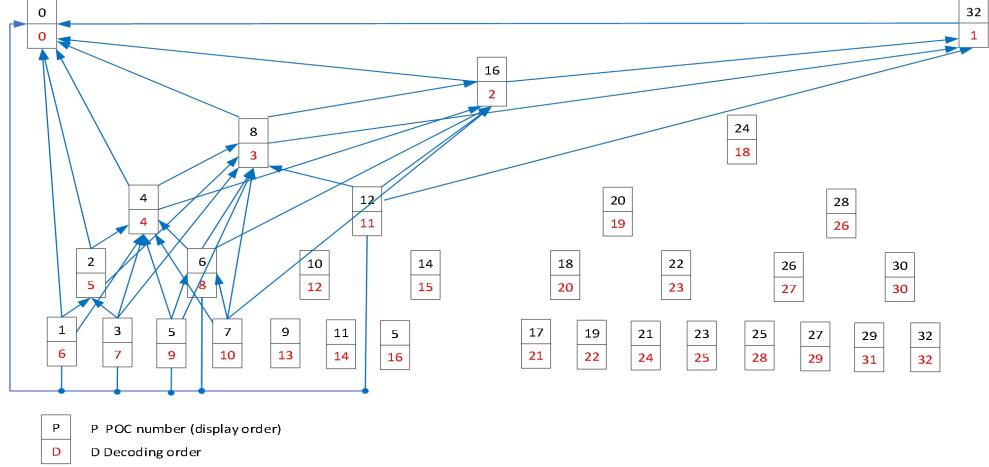 0 32
0 1
16
2
8 24
3 18
4 12 20 28
4 11 19 26
2 6 10 14 18 22 26 30
5 8 12 15 20 23 27 30
1 3 5 7 9 11 5 17 19 21 23 25 27 29 32
6 7 9 10 13 14 16 21 22 24 25 28 29 31 32
P P POC number (display order)
D D Decoding order